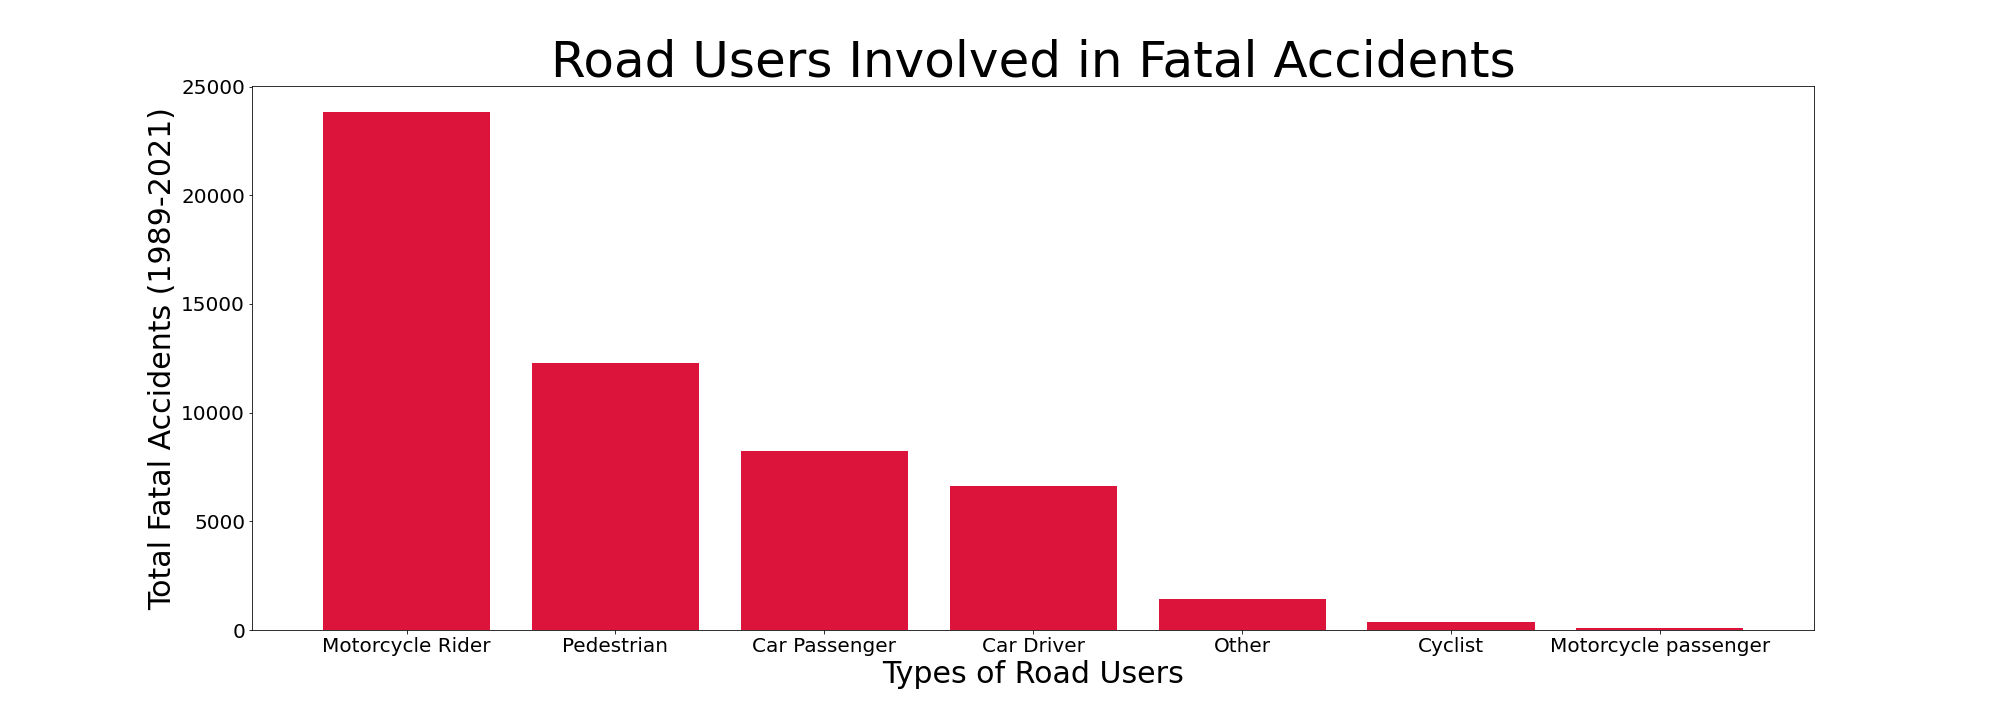 Road Users Involved in Fatal Accidents
Total Fatal Accidents (1989-2021)
25000
20000
15000
10000
5000
0
Motorcycle Rider Pedestrian Car Passenger Car Driver Other Cyclist Motorcycle passenger
Types of Road Users